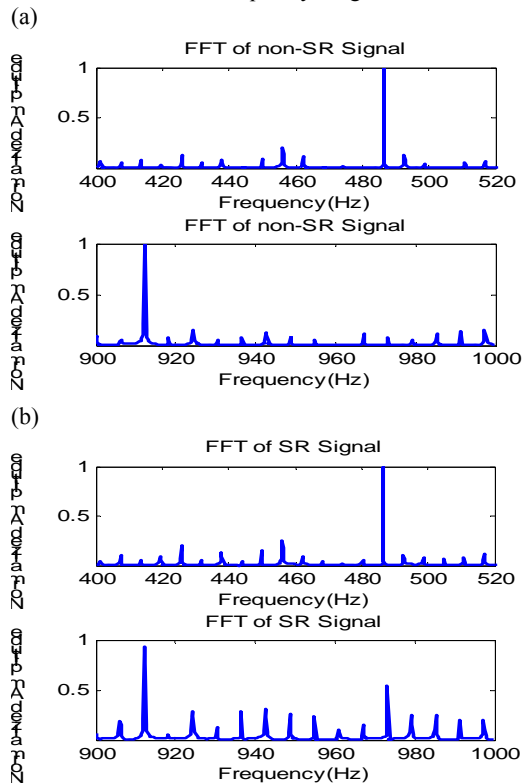 (a)
FFT of non-SR Signal
1
0.5
400 420 440 460 480 500 520
Frequency(Hz)
FFT of non-SR Signal
1
0.5
900 920 940 960 980 1000
Frequency(Hz)
(b)
FFT of SR Signal
1
0.5
400 420 440 460 480 500 520
Frequency(Hz)
FFT of SR Signal
1
0.5
900 920 940 960 980 1000
Frequency(Hz)